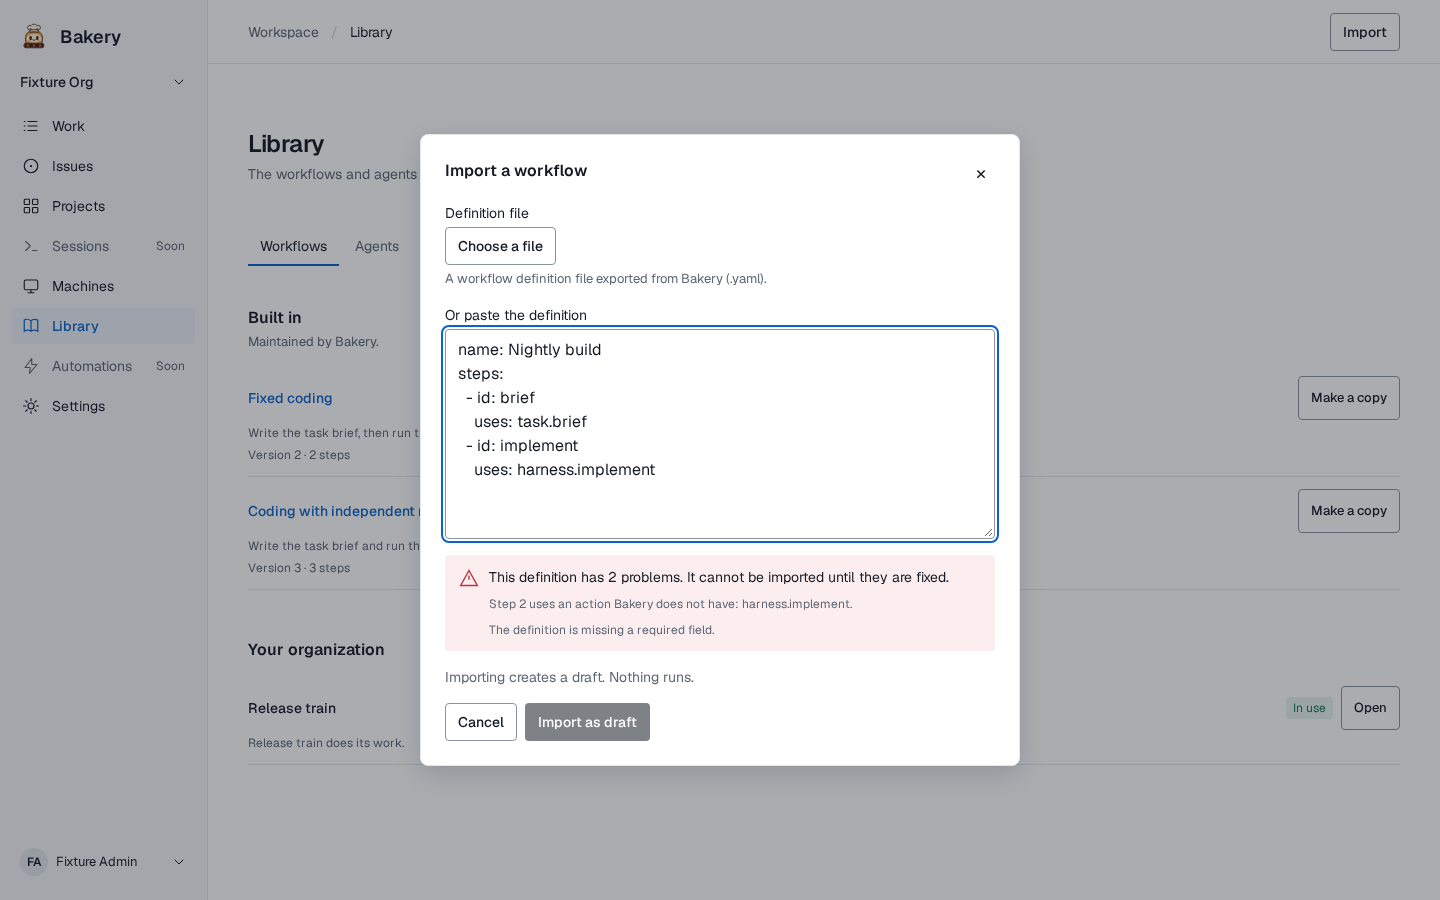 Bakery
Fixture Org
Work
Issues
Projects
Sessions Soon
Machines
Library
Automations Soon
Settings
FA Fixture Admin
Workspace / Library
Import
Library
The workflows and agents
Workflows Agents
Built in
Maintained by Bakery.
Fixed coding
Make a copy
Write the task brief, then run t
Version 2 · 2 steps
Coding with independent
Make a copy
Write the task brief and run th
Version 3 · 3 steps
Your organization
Release train
In use Open
Release train does its work.
Import a workflow
Definition file
Choose a file
A workflow definition file exported from Bakery (.yaml).
Or paste the definition
name: Nightly build
steps:
- id: brief
uses: task.brief
- id: implement
uses: harness.implement
This definition has 2 problems. It cannot be imported until they are fixed.
Step 2 uses an action Bakery does not have: harness.implement.
The definition is missing a required field.
Importing creates a draft. Nothing runs.
Cancel Import as draft